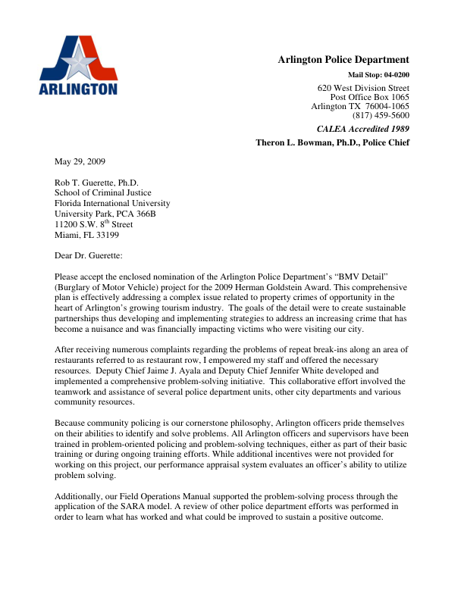 ARLINGTON
Arlington Police Department
Mail Stop: 04-0200
620 West Division Street
Post Office Box 1065
Arlington TX 76004-1065
(817) 459-5600
CALEA Accredited 1989
Theron L. Bowman, Ph.D., Police Chief
May 29, 2009
Rob T. Guerette, Ph.D.
School of Criminal Justice
Florida International University
University Park, PCA 366B
11200 S.W. 8th Street
Miami, FL 33199
Dear Dr. Guerette:
Please accept the enclosed nomination of the Arlington Police Department’s “BMV Detail”
(Burglary of Motor Vehicle) project for the 2009 Herman Goldstein Award. This comprehensive
plan is effectively addressing a complex issue related to property crimes of opportunity in the
heart of Arlington’s growing tourism industry. The goals of the detail were to create sustainable
partnerships thus developing and implementing strategies to address an increasing crime that has
become a nuisance and was financially impacting victims who were visiting our city.
After receiving numerous complaints regarding the problems of repeat break-ins along an area of
restaurants referred to as restaurant row, I empowered my staff and offered the necessary
resources. Deputy Chief Jaime J. Ayala and Deputy Chief Jennifer White developed and
implemented a comprehensive problem-solving initiative. This collaborative effort involved the
teamwork and assistance of several police department units, other city departments and various
community resources.
Because community policing is our cornerstone philosophy, Arlington officers pride themselves
on their abilities to identify and solve problems. All Arlington officers and supervisors have been
trained in problem-oriented policing and problem-solving techniques, either as part of their basic
training or during ongoing training efforts. While additional incentives were not provided for
working on this project, our performance appraisal system evaluates an officer’s ability to utilize
problem solving.
Additionally, our Field Operations Manual supported the problem-solving process through the
application of the SARA model. A review of other police department efforts was performed in
order to learn what has worked and what could be improved to sustain a positive outcome.